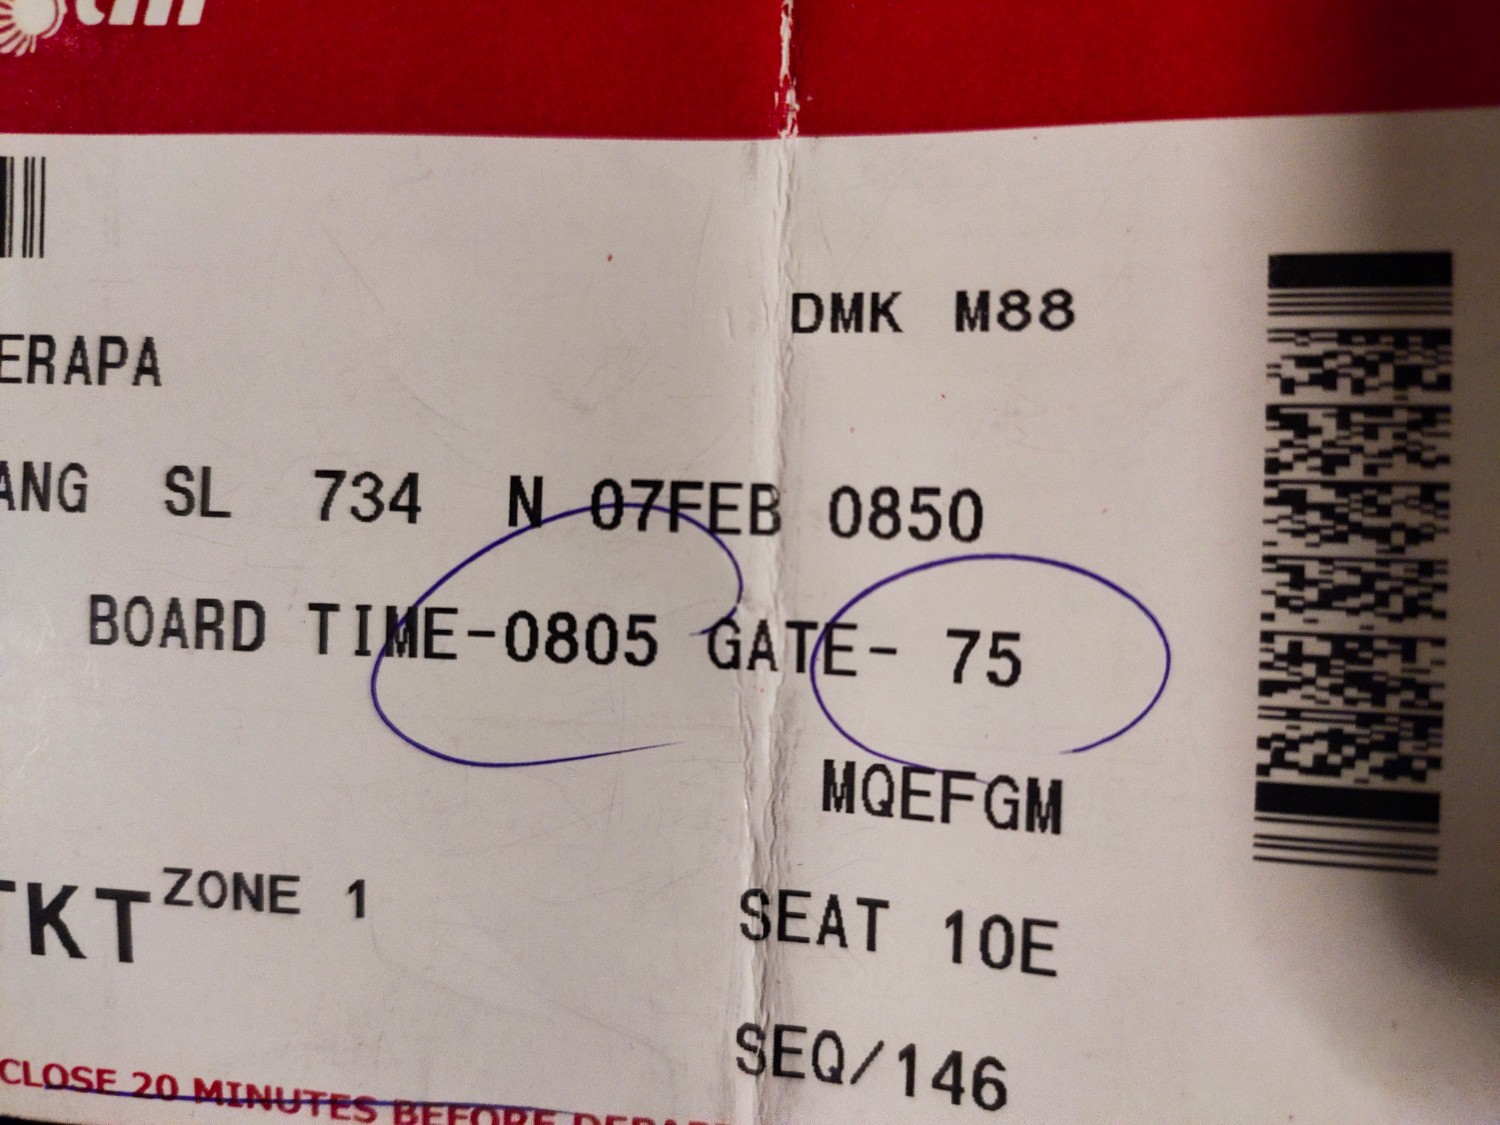 DMK M88
ERAPA
ANG SL 734 N 07FEB 0850
BOARD TIME-0805 GATE- 75
MQEFGM
TKT ZONE 1
SEAT 10E
SEQ/146
CLOSE 20 MINUTES BEFORE